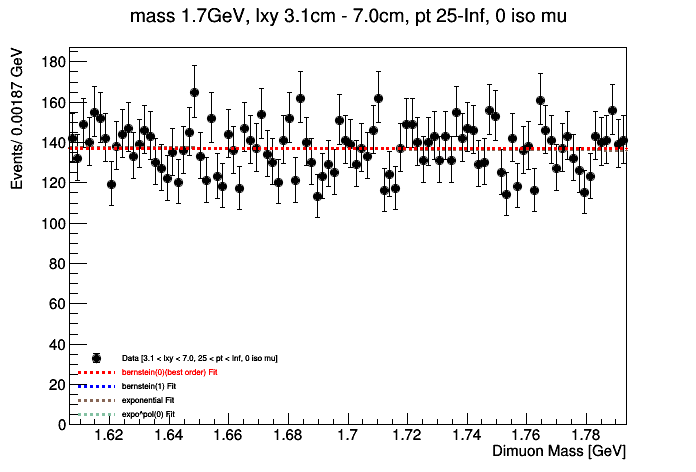 mass 1.7GeV, lxy 3.1cm - 7.0cm, pt 25-Inf, 0 iso mu
Events/ 0.00187 GeV
180
160
140
120
100
80
60
40
20
0
Data [3.1 < lxy < 7.0, 25 < pt < Inf, 0 iso mu]
bernstein(0)(best order) Fit
bernstein(1) Fit
exponential Fit
expo*pol(0) Fit
1.62 1.64 1.66 1.68 1.7 1.72 1.74 1.76 1.78
Dimuon Mass [GeV]